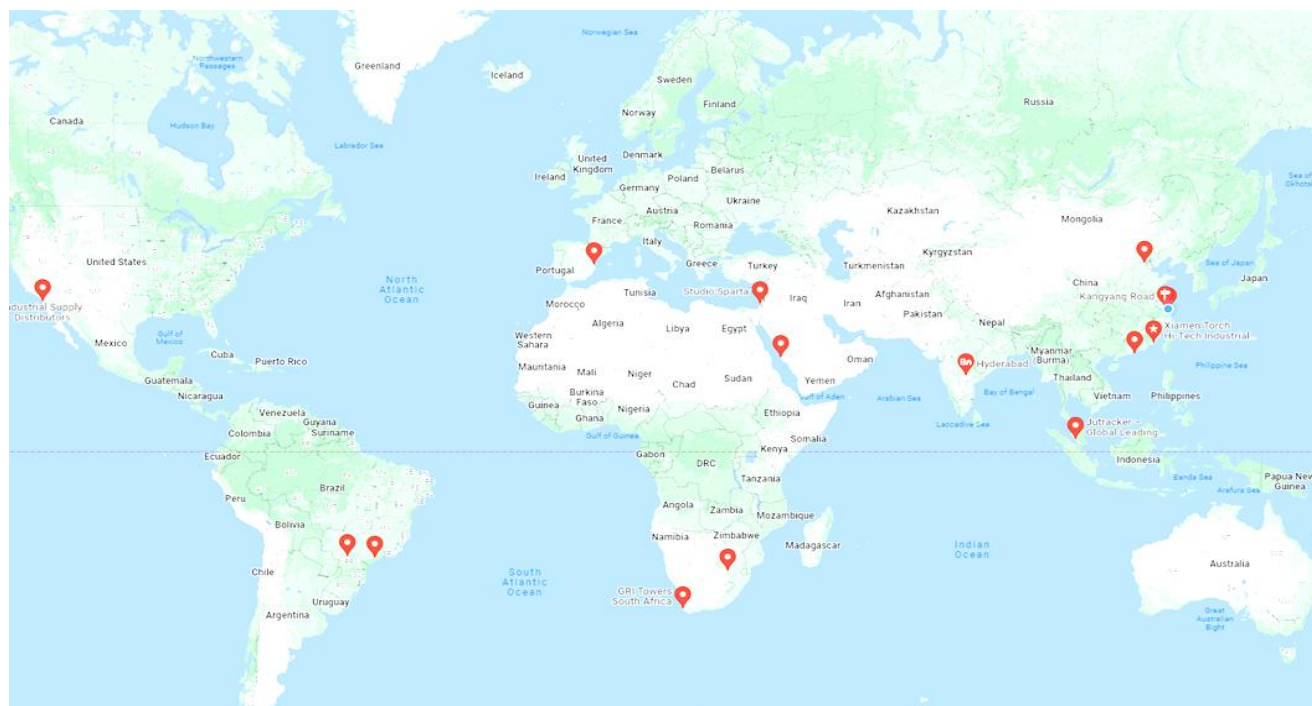 Norwegian Sea
Northwestern
Passages
Greenland
Iceland
Sweden
Finland
Norway
Russia
Canada
Hudson Bay
Labrador Sea
United
Kingdom
Ireland
Denmark
Belarus
Poland
Germany
Sea of
Okhotsk
Ukraine
Austria
France
Romania
Kazakhstan
Mongolia
Italy
Kyrgyzstan
Portugal
Greece
Turkey
Turkmenistan
Sea of Japan
United States
North
Atlantic
Ocean
Japan
China
Tunisia
Studio Sparta
Iraq
Iran
Afghanistan
Kangyang Road
Industrial Supply
Distributors
Morocco
Pakistan
Algeria
Libya
Egypt
Nepal
Xiamen Torch
Hi Tech Industrial...
Gulf of
Mexico
Mexico
Western
Sahara
Cuba
Puerto Rico
Oman
Hyderabad
Myanmar
(Burma)
Philippine Sea
Mauritania
Mali
Niger
Chad
Sudan
Yemen
Thailand
Guatemala
Nicaragua
Burkina
Faso
Gulf of Aden
Arabian Sea
Bay of Bengal
Vietnam
Philippines
Guinea
Nigeria
Ghana
Ethiopia
Venezuela
Guyana
Suriname
Colombia
Gulf of Guinea
Somalia
Laccadive Sea
Jutracker -
Global Leading...
Ecuador
Gabon
DRC
Kenya
Indonesia
Tanzania
Banda Sea
Arafura Sea
Papua New
Guinea
Peru
Brazil
Angola
Zambia
Mozambique
Bolivia
Namibia
Zimbabwe
Madagascar
Indian
Ocean
Australia
Chile
South
Atlantic
Ocean
GRI Towers
South Africa
Uruguay
Argentina
Great
Australian
Bight